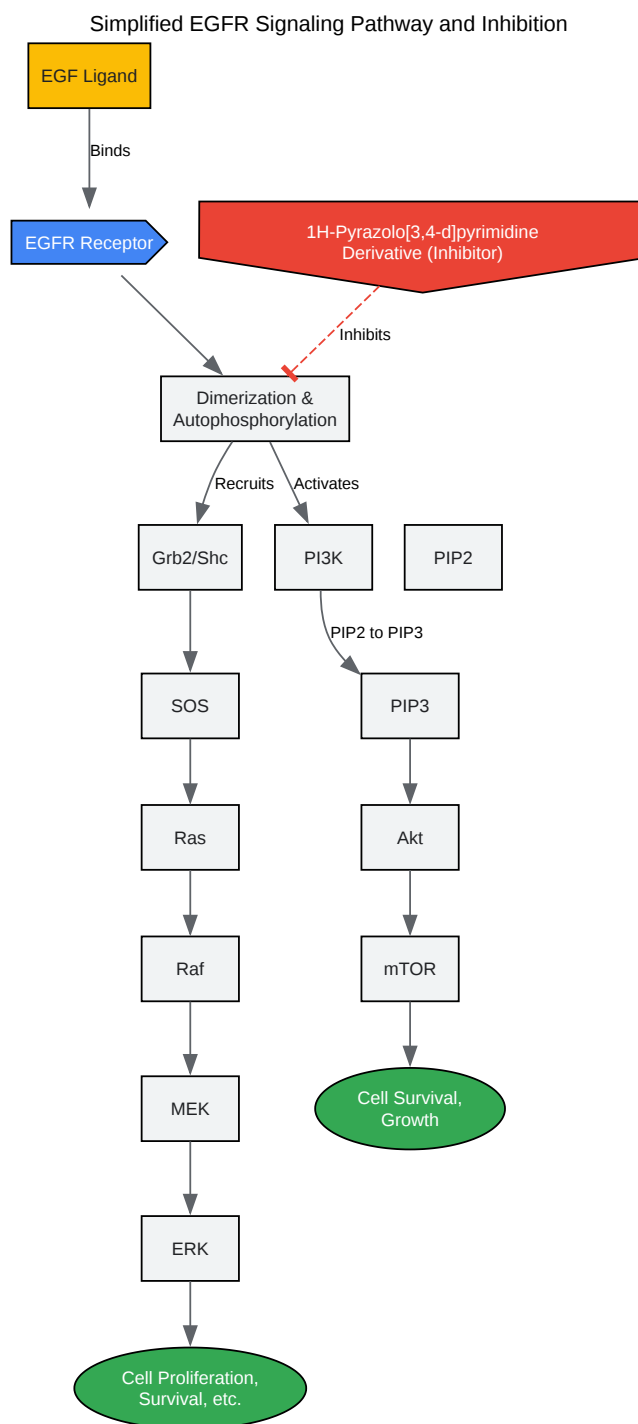 Simplified EGFR Signaling Pathway and Inhibition
EGF Ligand
Binds
EGFR Receptor
1H-Pyrazolo[3,4-d]pyrimidine
Derivative (Inhibitor)
Inhibits
Dimerization &
Autophosphorylation
Recruits
Activates
Grb2/Shc
PI3K
PIP2
PIP2 to PIP3
SOS
PIP3
Ras
Akt
Raf
mTOR
MEK
Cell Survival,
Growth
ERK
Cell Proliferation,
Survival, etc.